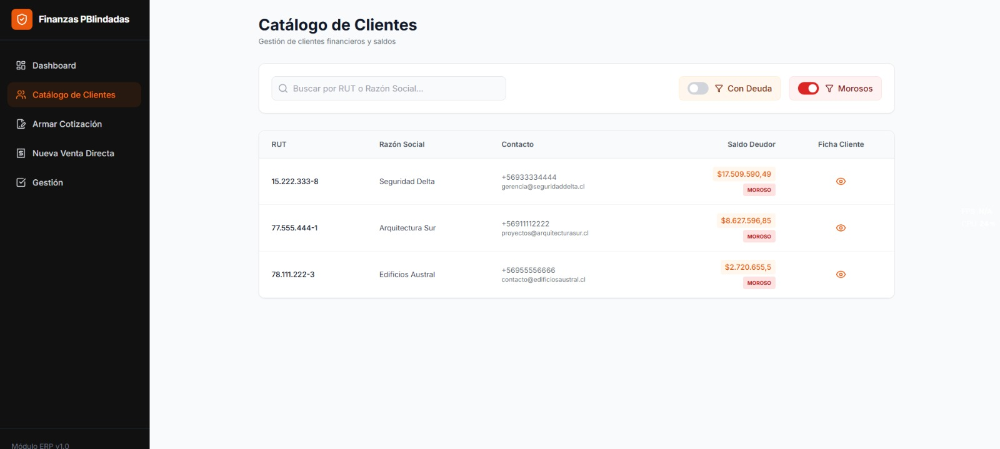 Finanzas PBlindadas
Dashboard
Catálogo de Clientes
Armar Cotización
Nueva Venta Directa
Gestión
Módulo ERP v1.0
Catálogo de Clientes
Gestión de clientes financieros y saldos
Buscar por RUT o Razón Social...
Con Deuda
Morosos
RUT Razón Social Contacto Saldo Deudor Ficha Cliente
15.222.333-8 Seguridad Delta +56933334444 $17.509.590,49
gerencia@seguridaddelta.cl MOROSO
77.555.444-1 Arquitectura Sur +56911112222 $8.627.596,85
proyectos@arquitecturasur.cl MOROSO
78.111.222-3 Edificios Austral +56955556666 $2.720.655,5
contacto@edificiosaustral.cl MOROSO